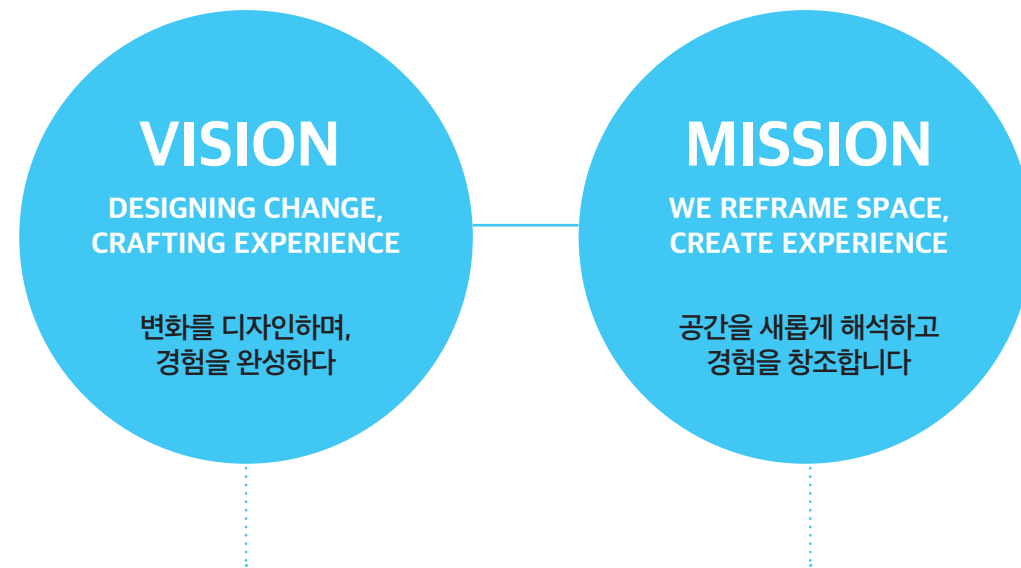 VISION
DESIGNING CHANGE,
CRAFTING EXPERIENCE
변화를 디자인하며,
경험을 완성하다
MISSION
WE REFRAME SPACE,
CREATE EXPERIENCE
공간을 새롭게 해석하고
경험을 창조합니다